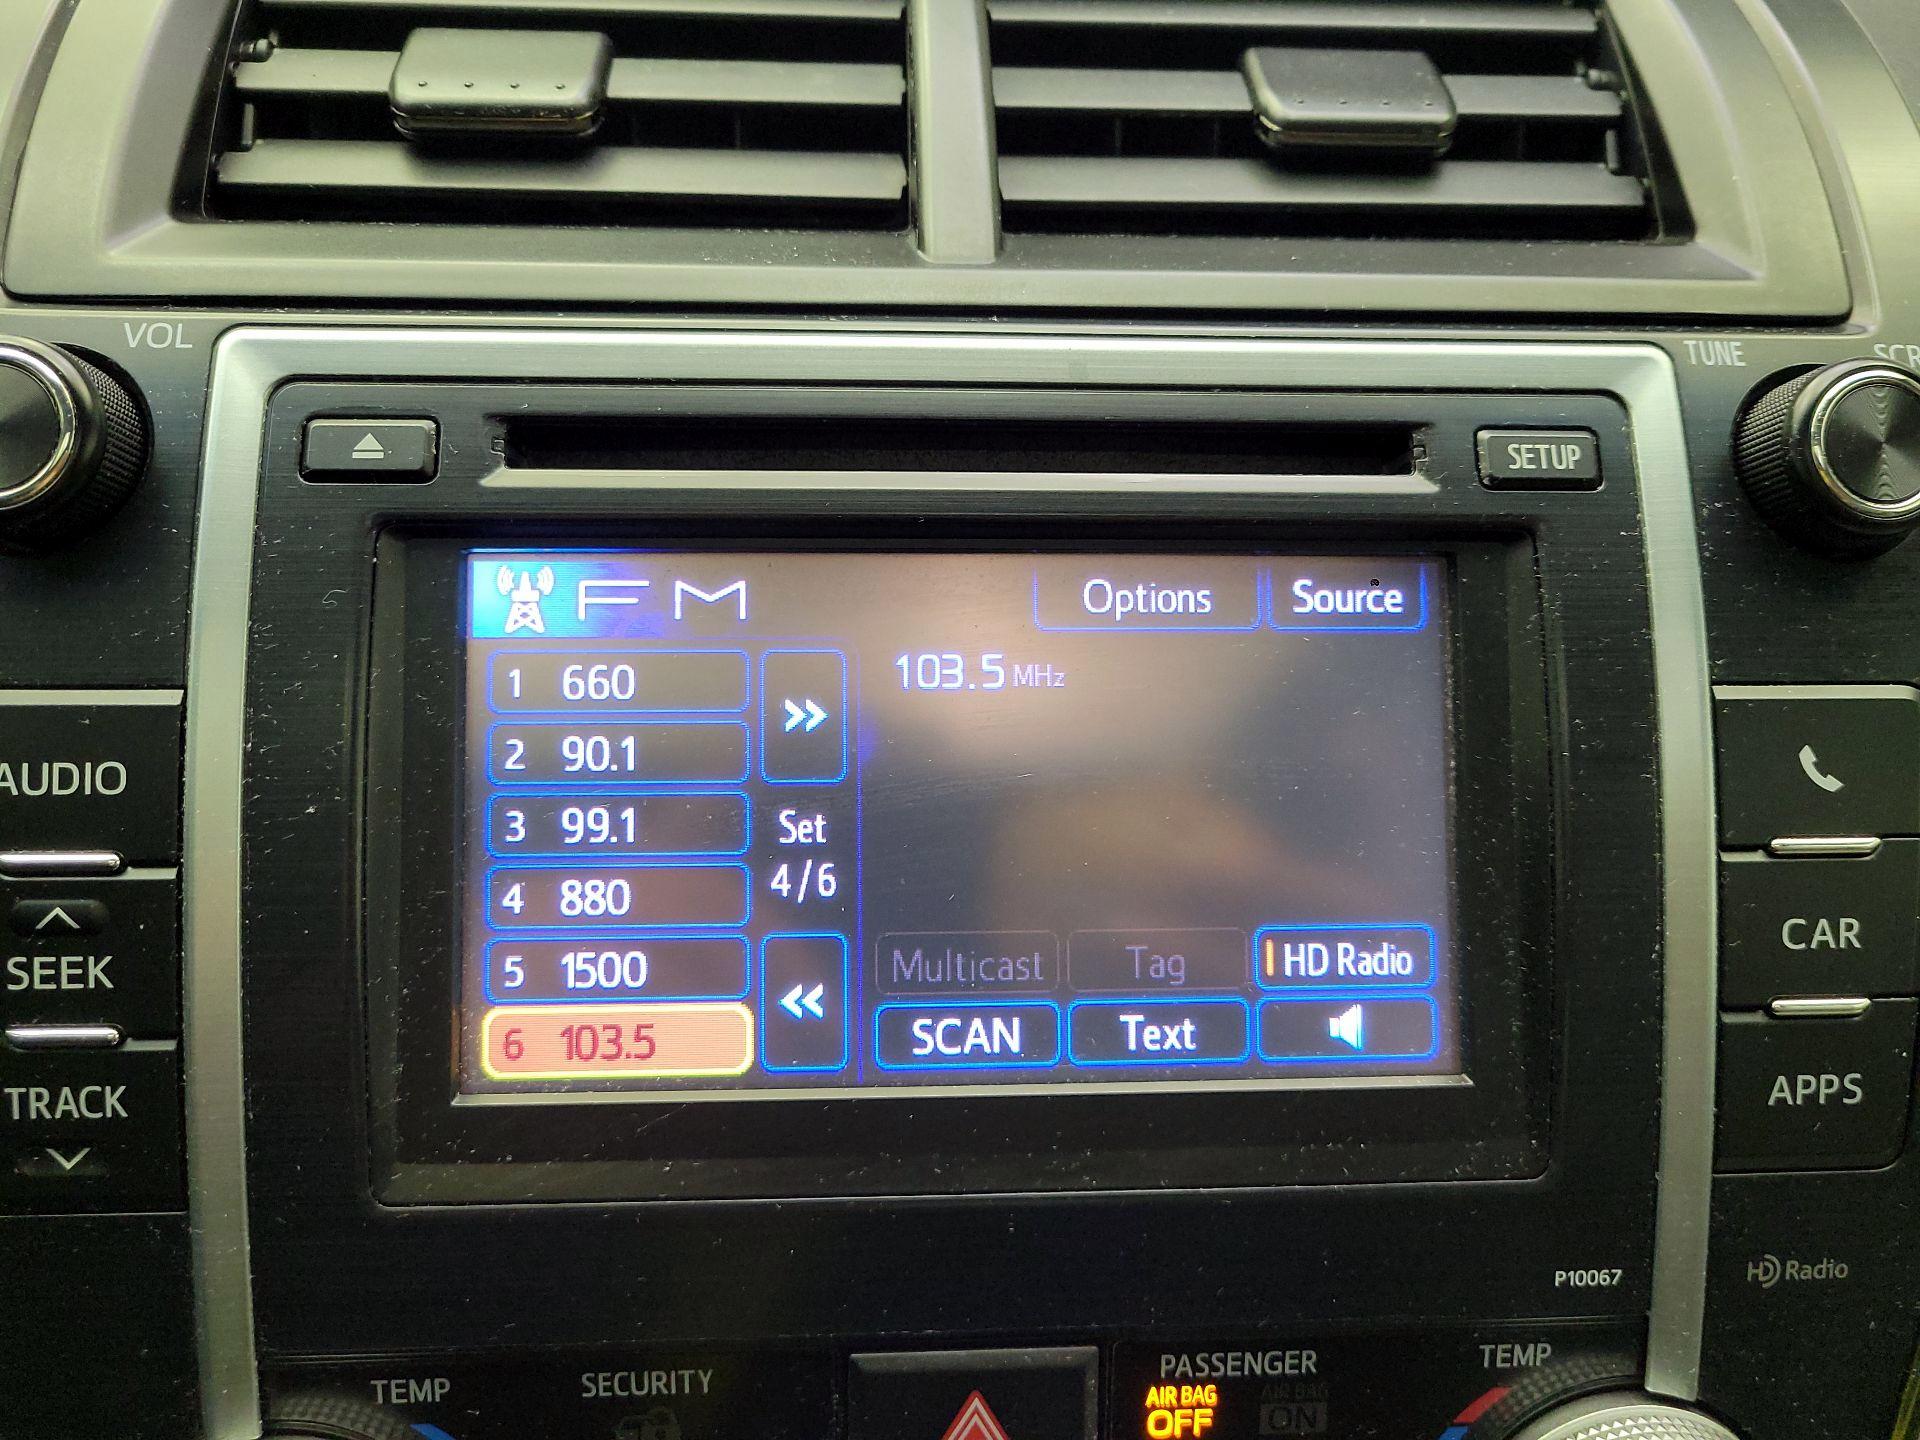 VOL
TUNE
SCR
SETUP
FM
Options
Source
1 660
2 90.1
3 99.1
4 880
5 1500
6 103.5
Set
4/6
103.5 MHz
Multicast
Tag
HD Radio
SCAN
Text
AUDIO
SEEK
TRACK
CAR
APPS
P10067
HD Radio
TEMP
SECURITY
PASSENGER
AIR BAG
OFF
AIR BAG
ON
TEMP